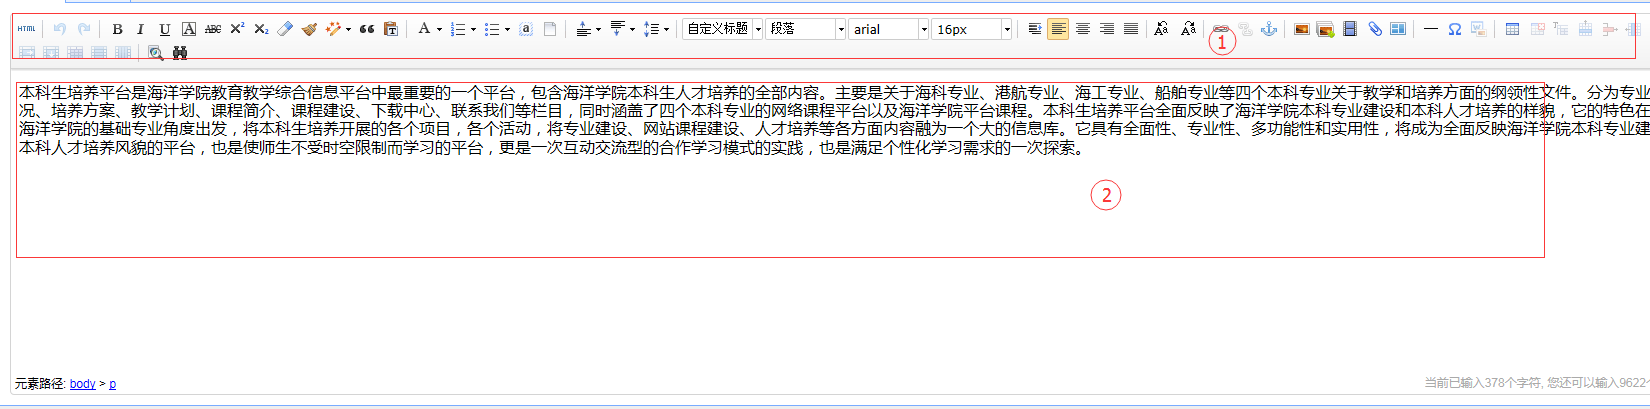 HTML B I U A ABC X² X₂ A a 自定义标题 段落 arial 16px ①
本科生培养平台是海洋学院教育教学综合信息平台中最重要的一个平台，包含海洋学院本科生人才培养的全部内容。主要是关于海科专业、港航专业、海工专业、船舶专业等四个本科专业关于教学和培养方面的纲领性文件。分为专业
况、培养方案、教学计划、课程简介、课程建设、下载中心、联系我们等栏目，同时涵盖了四个本科专业的网络课程平台以及海洋学院平台课程。本科生培养平台全面反映了海洋学院本科专业建设和本科人才培养的样貌，它的特色在
海洋学院的基础专业角度出发，将本科生培养开展的各个项目，各个活动，将专业建设、网站课程建设、人才培养等各方面内容融为一个大的信息库。它具有全面性、专业性、多功能性和实用性，将成为全面反映海洋学院本科专业建
本科人才培养风貌的平台，也是使师生不受时空限制而学习的平台，更是一次互动交流型的合作学习模式的实践，也是满足个性化学习需求的一次探索。
②
元素路径: body > p
当前已输入378个字符, 您还可以输入9622